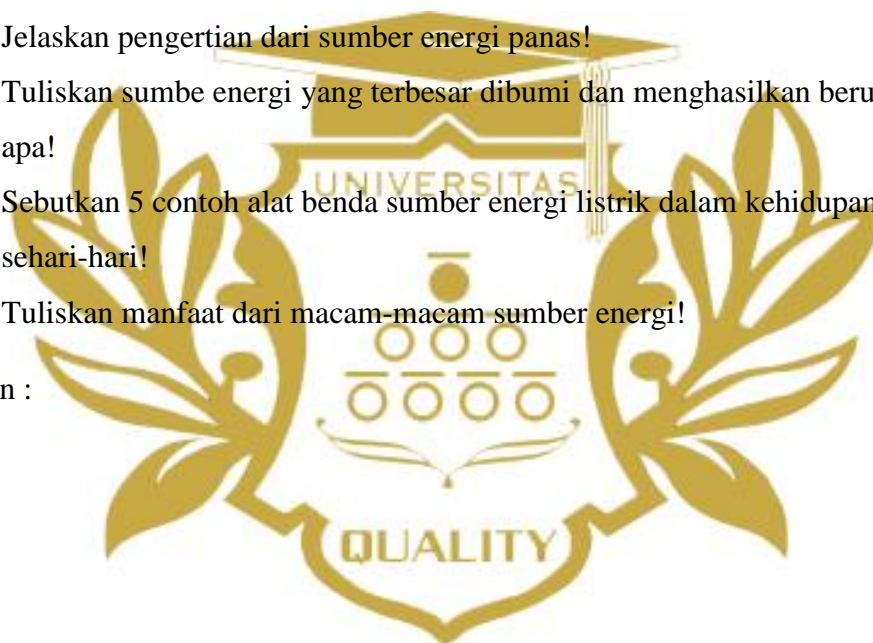 Jelaskan pengertian dari sumber energi panas!
Tuliskan sumbe energi yang terbesar dibumi dan menghasilkan beru
apa!
UNIVERSITAS
Sebutkan 5 contoh alat benda sumber energi listrik dalam kehidupan
sehari-hari!
Tuliskan manfaat dari macam-macam sumber energi!
n :
QUALITY